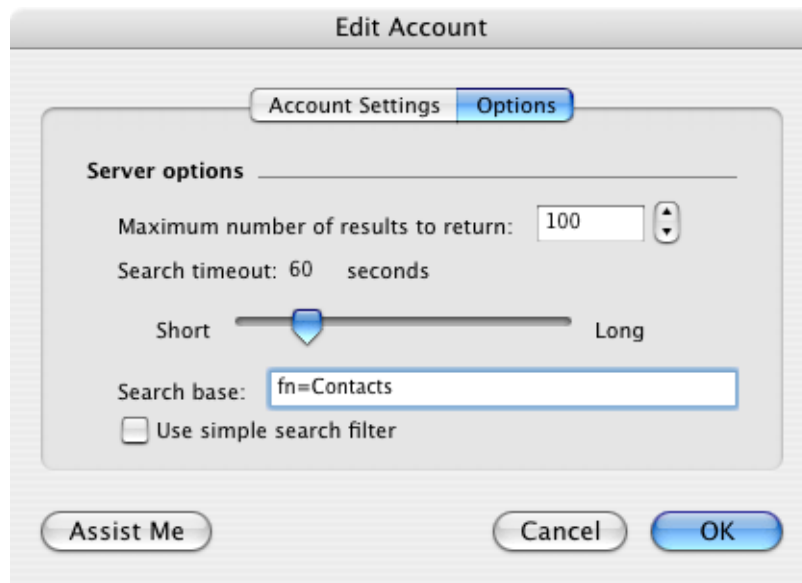 Edit Account
Account Settings Options
Server options
Maximum number of results to return: 100
Search timeout: 60 seconds
Short Long
Search base: fn=Contacts
Use simple search filter
Assist Me Cancel OK